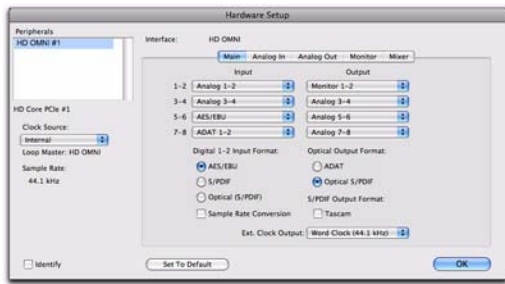 Hardware Setup
Peripherals
HD OMNI #1
HD Core PCIe #1
Clock Source:
Internal
Loop Master: HD OMNI
Sample Rate:
44.1 kHz
Identify
Interface: HD OMNI
Main Analog In Analog Out Monitor Mixer
Input Output
1-2 Analog 1-2 Monitor 1-2
3-4 Analog 3-4 Analog 3-4
5-6 AES/EBU Analog 5-6
7-8 ADAT 1-2 Analog 7-8
Digital 1-2 Input Format: Optical Output Format:
AES/EBU ADAT
S/PDIF Optical S/PDIF
Optical (S/PDIF) S/PDIF Output Format:
Sample Rate Conversion Tascam
Ext. Clock Output: Word Clock (44.1 kHz)
Set To Default OK